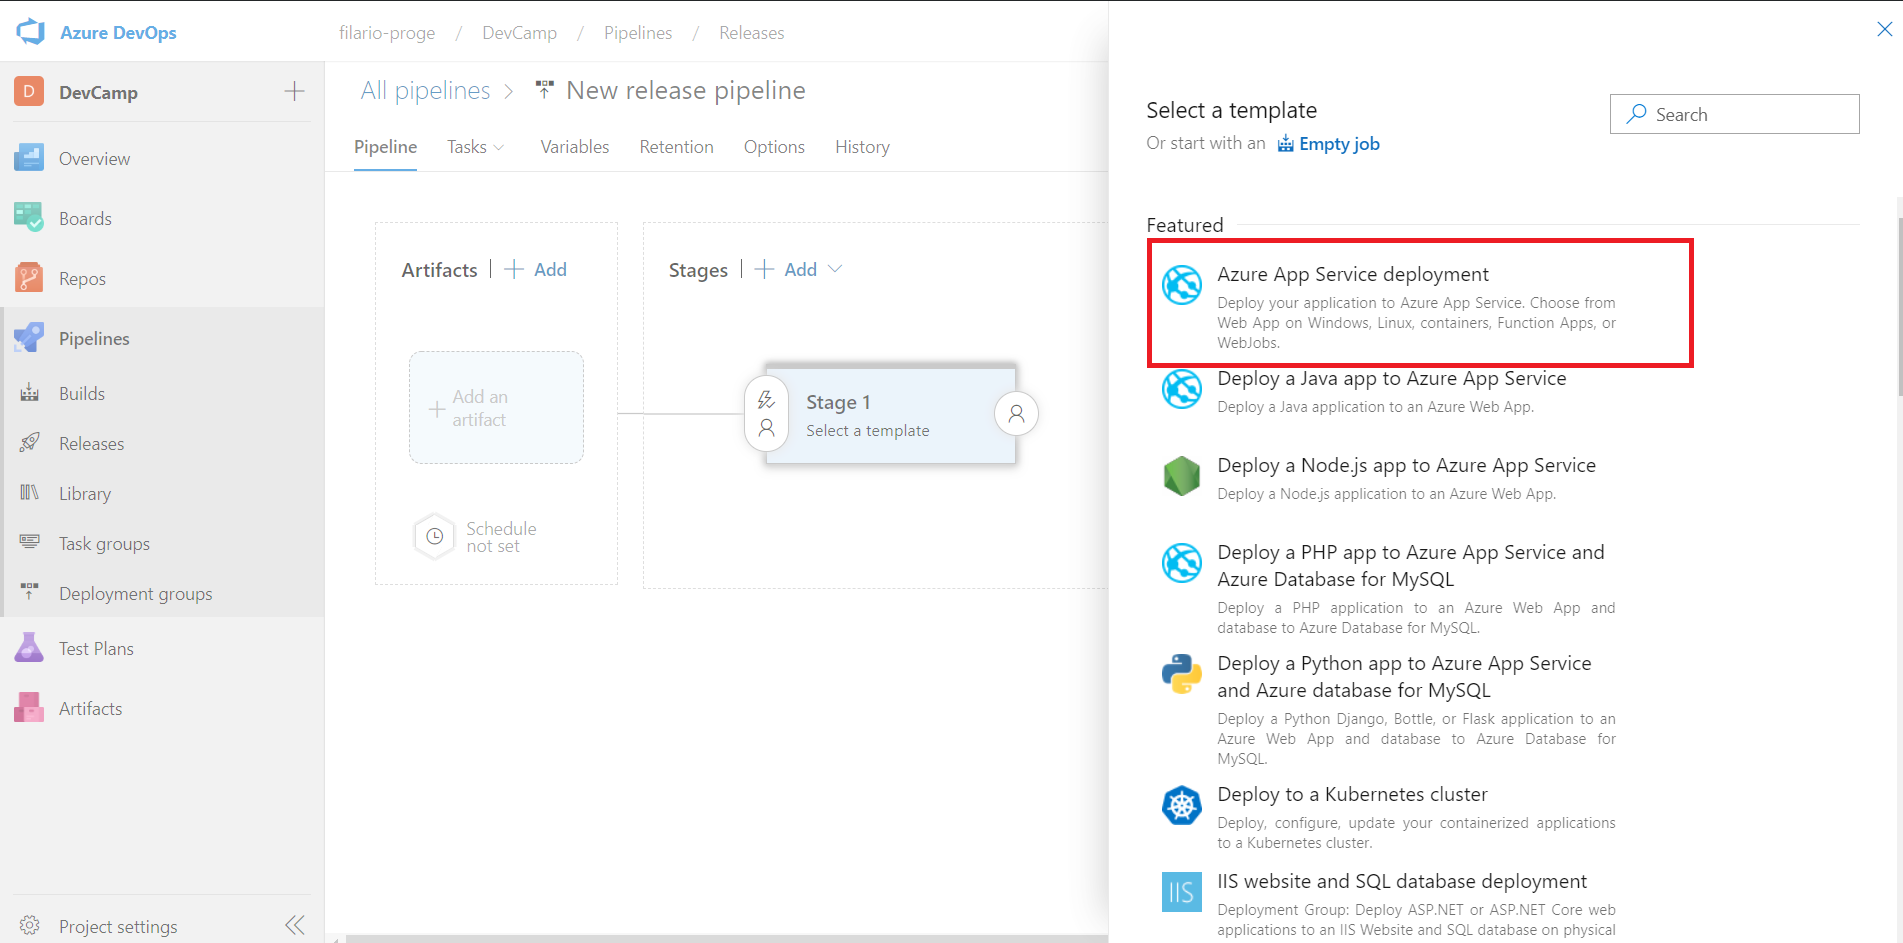 Azure DevOps
filario-proge / DevCamp / Pipelines / Releases
D DevCamp
Overview
Boards
Repos
Pipelines
Builds
Releases
Library
Task groups
Deployment groups
Test Plans
Artifacts
Project settings
All pipelines > New release pipeline
Pipeline Tasks Variables Retention Options History
Artifacts | + Add
Add an
artifact
Schedule
not set
Stages | + Add
Stage 1
Select a template
Select a template
Or start with an Empty job
Search
Featured
Azure App Service deployment
Deploy your application to Azure App Service. Choose from
Web App on Windows, Linux, containers, Function Apps, or
WebJobs.
Deploy a Java app to Azure App Service
Deploy a Java application to an Azure Web App.
Deploy a Node.js app to Azure App Service
Deploy a Node.js application to an Azure Web App.
Deploy a PHP app to Azure App Service and
Azure Database for MySQL
Deploy a PHP application to an Azure Web App and
database to Azure Database for MySQL.
Deploy a Python app to Azure App Service
and Azure database for MySQL
Deploy a Python Django, Bottle, or Flask application to an
Azure Web App and database to Azure Database for
MySQL.
Deploy to a Kubernetes cluster
Deploy, configure, update your containerized applications
to a Kubernetes cluster.
IIS
IIS website and SQL database deployment
Deployment Group: Deploy ASP.NET or ASP.NET Core web
applications to an IIS Website and SQL database on physical